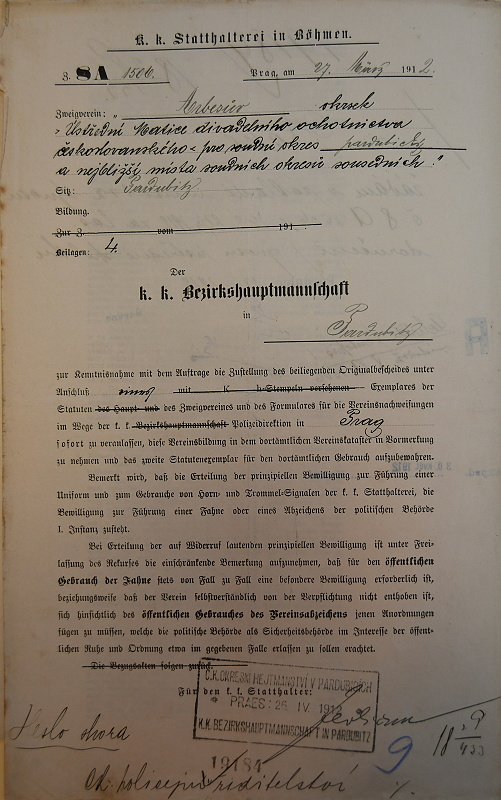 K. k. Statthalterei in Böhmen.
Z. 8A 1506. Prag, am 27. März 1912.
Zweigverein: „ Arbesův okrsek
„Ústřední Matice divadelního ochotnictva
českoslovanského“ pro soudní okres pardubický
a nejbližší místa soudních okresů sousedních."
Sitz: Pardubitz
Bildung.
Zur Z. vom 191
Beilagen: 4.
Der
k. k. Bezirkshauptmannschaft
in
Pardubitz
zur Kenntnisnahme mit dem Auftrage die Zustellung des beiliegenden Originalbescheides unter
Anschluß eines mit K k-Stempeln versehenen Exemplares der
Statuten des Haupt- und des Zweigvereines und des Formulares für die Vereinsnachweisungen
im Wege der k. k. Bezirkshauptmannschaft Polizeidirektion in Prag
sofort zu veranlassen, diese Vereinsbildung in dem dortämtlichen Vereinskataster in Vormerkung
zu nehmen und das zweite Statutenexemplar für den dortämtlichen Gebrauch aufzubewahren.
Bemerkt wird, daß die Erteilung der prinzipiellen Bewilligung zur Führung einer
Uniform und zum Gebrauche von Horn- und Trommel-Signalen der k. k. Statthalterei, die
Bewilligung zur Führung einer Fahne oder eines Abzeichens der politischen Behörde
I. Instanz zusteht.
Bei Erteilung der auf Widerruf lautenden prinzipiellen Bewilligung ist unter Frei-
lassung des Rekurses die einschränkende Bemerkung aufzunehmen, daß für den öffentlichen
Gebrauch der Fahne stets von Fall zu Fall eine besondere Bewilligung erforderlich ist,
beziehungsweise daß der Verein selbstverständlich von der Verpflichtung nicht enthoben ist,
sich hinsichtlich des öffentlichen Gebrauches des Vereinsabzeichens jenen Anordnungen
fügen zu müssen, welche die politische Behörde als Sicherheitsbehörde im Interesse der öffent-
lichen Ruhe und Ordnung etwa im gegebenen Falle erlassen zu sollen erachtet.
Die Bezugsakten folgen zurück.
Für den k. k. Statthalter:
C.K. OKRESNÍ HEJTMANSTVÍ V PARDUBICÍCH
PRAES: 26 IV 1912
K.K. BEZIRKSHAUPTMANNSCHAFT IN PARDUBITZ
9
19184
ck. policejní ředitelství